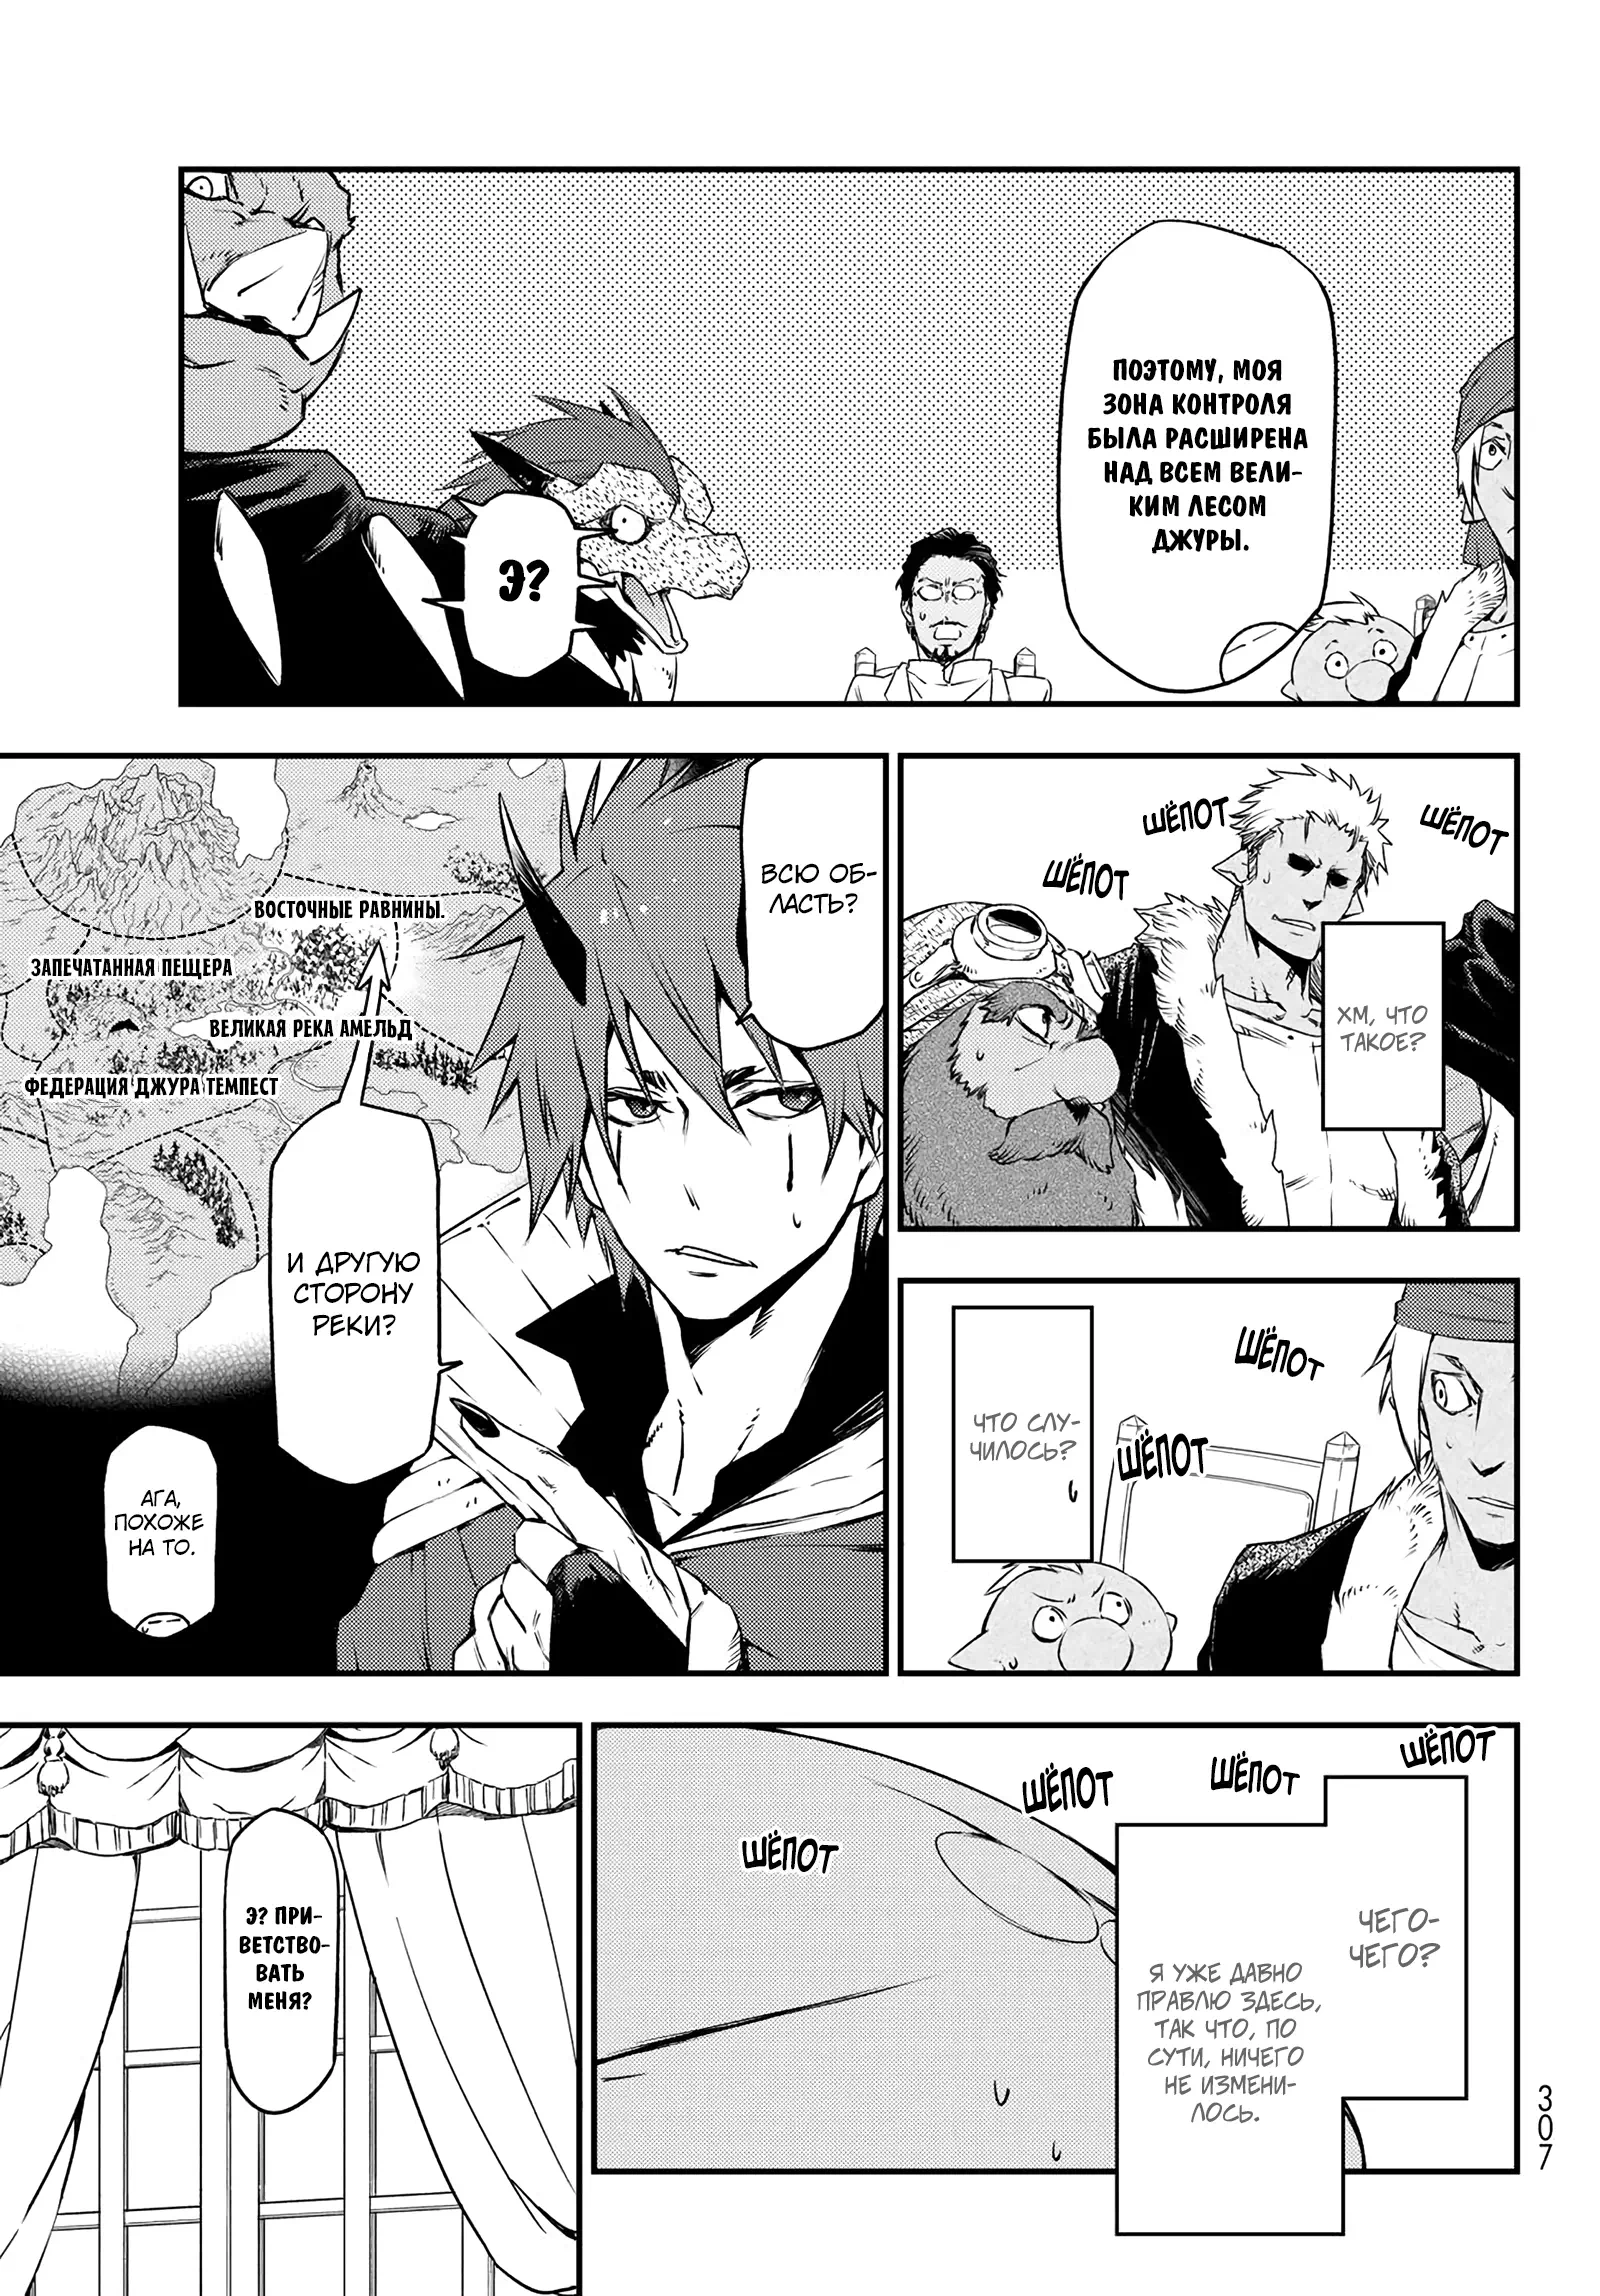 ПОЭТОМУ, МОЯ
ЗОНА КОНТРОЛЯ
БЫЛА РАСШИРЕНА
НАД ВСЕМ ВЕЛИ-
КИМ ЛЕСОМ
ДЖУРЫ.
Э?
ШЁПОТ
ШЁПОТ
ШЁПОТ
ХМ, ЧТО
ТАКОЕ?
ШЁПОТ
ШЁПОТ
ЧТО СЛУ-
ЧИЛОСЬ?
ВСЮ ОБ-
ЛАСТЬ?
ВОСТОЧНЫЕ РАВНИНЫ.
ЗАПЕЧАТАННАЯ ПЕЩЕРА
ВЕЛИКАЯ РЕКА АМЕЛЬД
ФЕДЕРАЦИЯ ДЖУРА ТЕМПЕСТ
И ДРУГУЮ
СТОРОНУ
РЕКИ?
АГА,
ПОХОЖЕ
НА ТО.
ШЁПОТ
ШЁПОТ
ШЁПОТ
ШЁПОТ
ЧЕГО-
ЧЕГО?
Я УЖЕ ДАВНО
ПРАВЛЮ ЗДЕСЬ,
ТАК ЧТО, ПО
СУТИ, НИЧЕГО
НЕ ИЗМЕНИ-
ЛОСЬ.
Э? ПРИ-
ВЕТСТВО-
ВАТЬ
МЕНЯ?
307